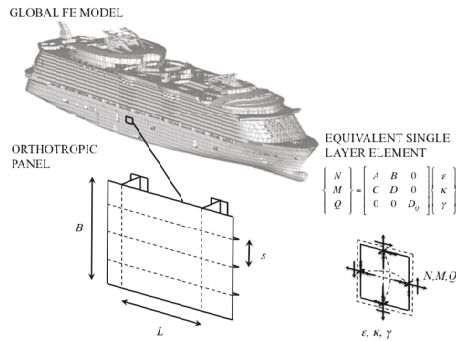 GLOBAL FE MODEL
ORTHOTROPIC
PANEL
B
s
L
EQUIVALENT SINGLE
LAYER ELEMENT
N A B 0 ε
M = C D 0 κ
Q 0 0 D_Q γ
N,M,Q
ε, κ, γ